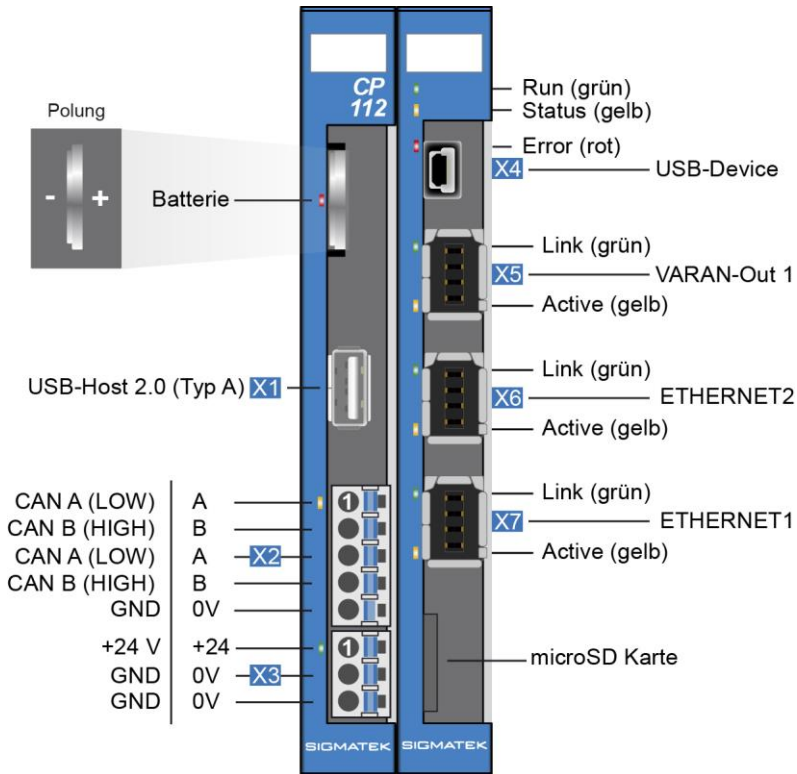 CP
112
Run (grün)
Status (gelb)
Error (rot)
X4 USB-Device
Polung
- +
Batterie
Link (grün)
X5 VARAN-Out 1
Active (gelb)
USB-Host 2.0 (Typ A) X1
Link (grün)
X6 ETHERNET2
Active (gelb)
CAN A (LOW) A 1
CAN B (HIGH) B
CAN A (LOW) A X2
CAN B (HIGH) B
GND 0V
+24 V +24 1
GND 0V X3
GND 0V
Link (grün)
X7 ETHERNET1
Active (gelb)
microSD Karte
SIGMATEK SIGMATEK